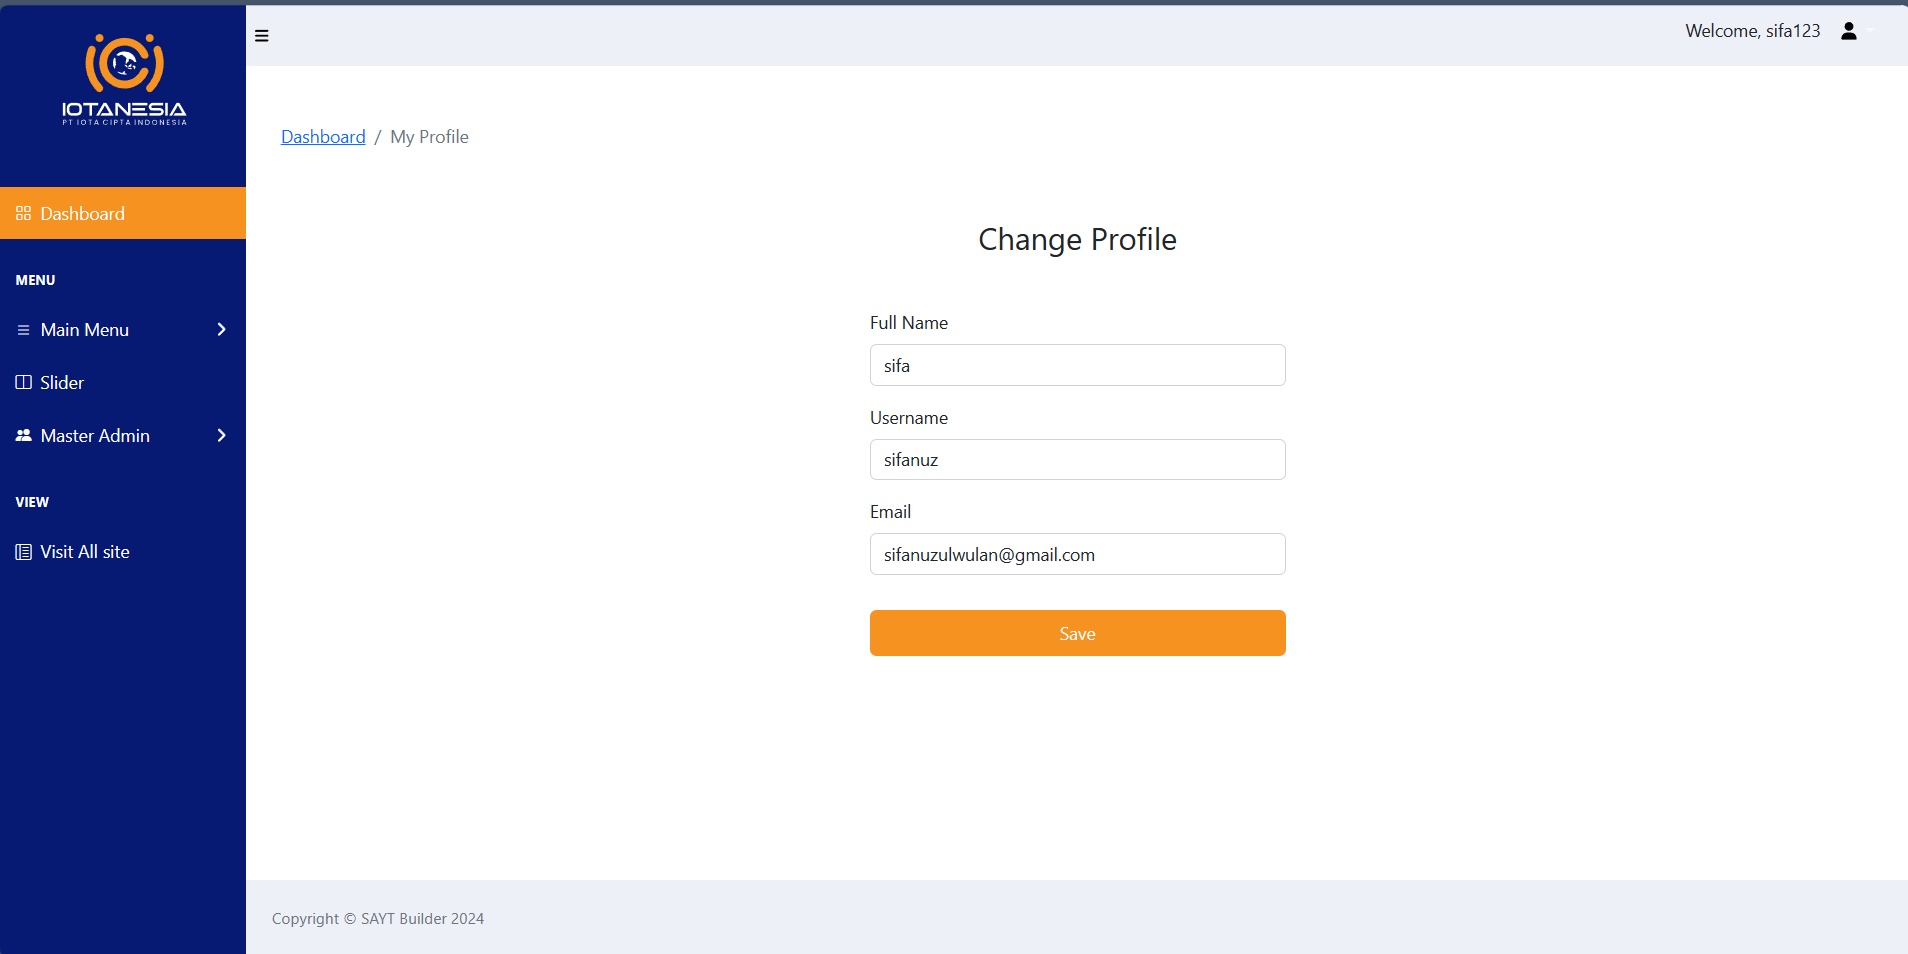 IOTANESIA
PT IOTA CIPTA INDONESIA
Welcome, sifa123
Dashboard / My Profile
Dashboard
MENU
Main Menu
Slider
Master Admin
VIEW
Visit All site
Change Profile
Full Name
sifa
Username
sifanuz
Email
sifanuzulwulan@gmail.com
Save
Copyright © SAYT Builder 2024